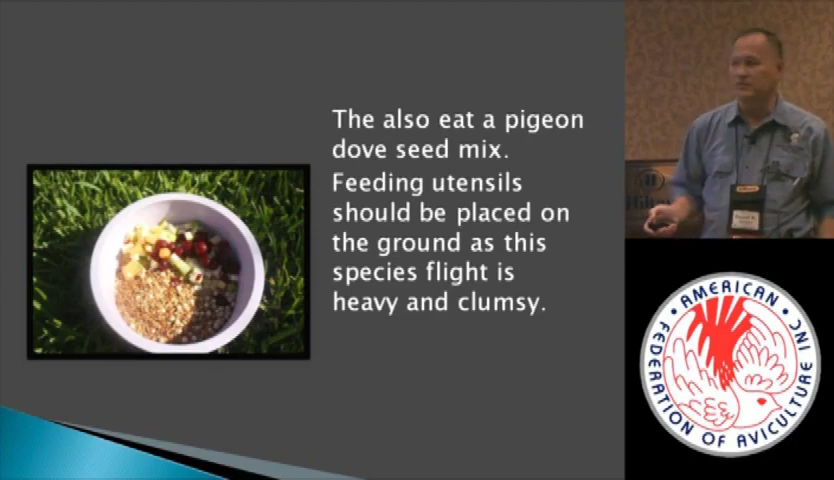 The also eat a pigeon
dove seed mix.
Feeding utensils
should be placed on
the ground as this
species flight is
heavy and clumsy.
• AMERICAN •
FEDERATION OF AVICULTURE INC.